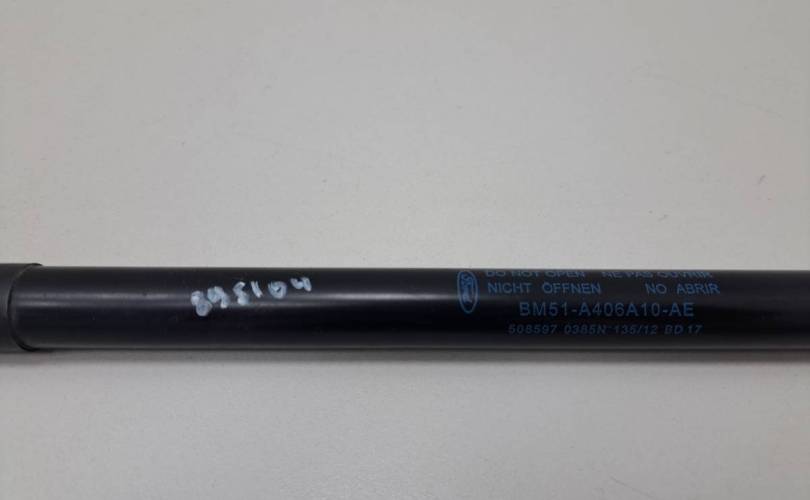 DO NOT OPEN NE PAS OUVRIR
NICHT ÖFFNEN NO ABRIR
BM51-A406A10-AE
508597 0385N 135/12 BD 17